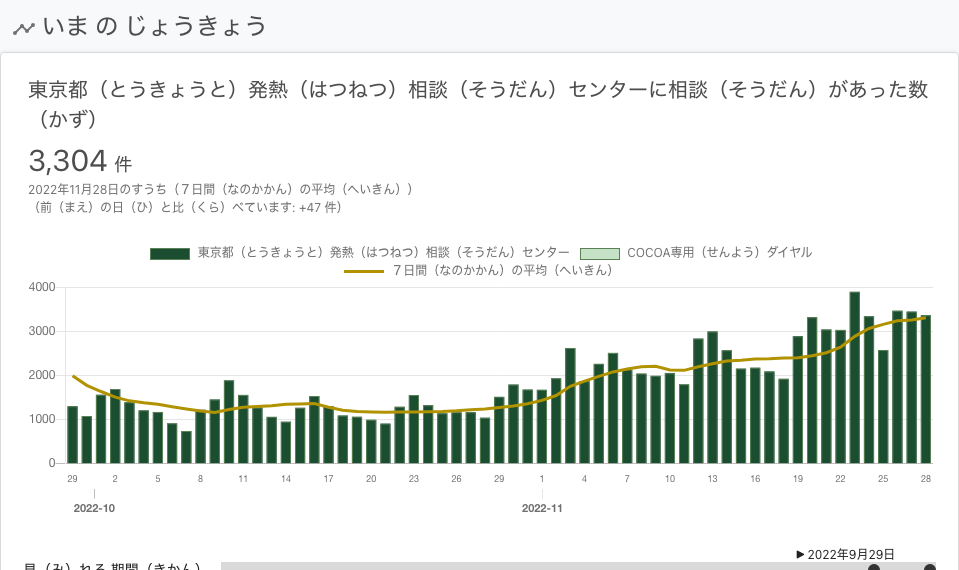 いま の じょうきょう
東京都（とうきょうと）発熱（はつねつ）相談（そうだん）センターに相談（そうだん）があった数
（かず）
3,304 件
2022年11月28日のすうち（７日間（なのかかん）の平均（へいきん））
（前（まえ）の日（ひ）と比（くら）べています: +47 件）
東京都（とうきょうと）発熱（はつねつ）相談（そうだん）センター COCOA専用（せんよう）ダイヤル
７日間（なのかかん）の平均（へいきん）
4000
3000
2000
1000
0
29 2 5 8 11 14 17 20 23 26 29 1 4 7 10 13 16 19 22 25 28
2022-10 2022-11
2022年9月29日
見（み）れる 期間（きかん）